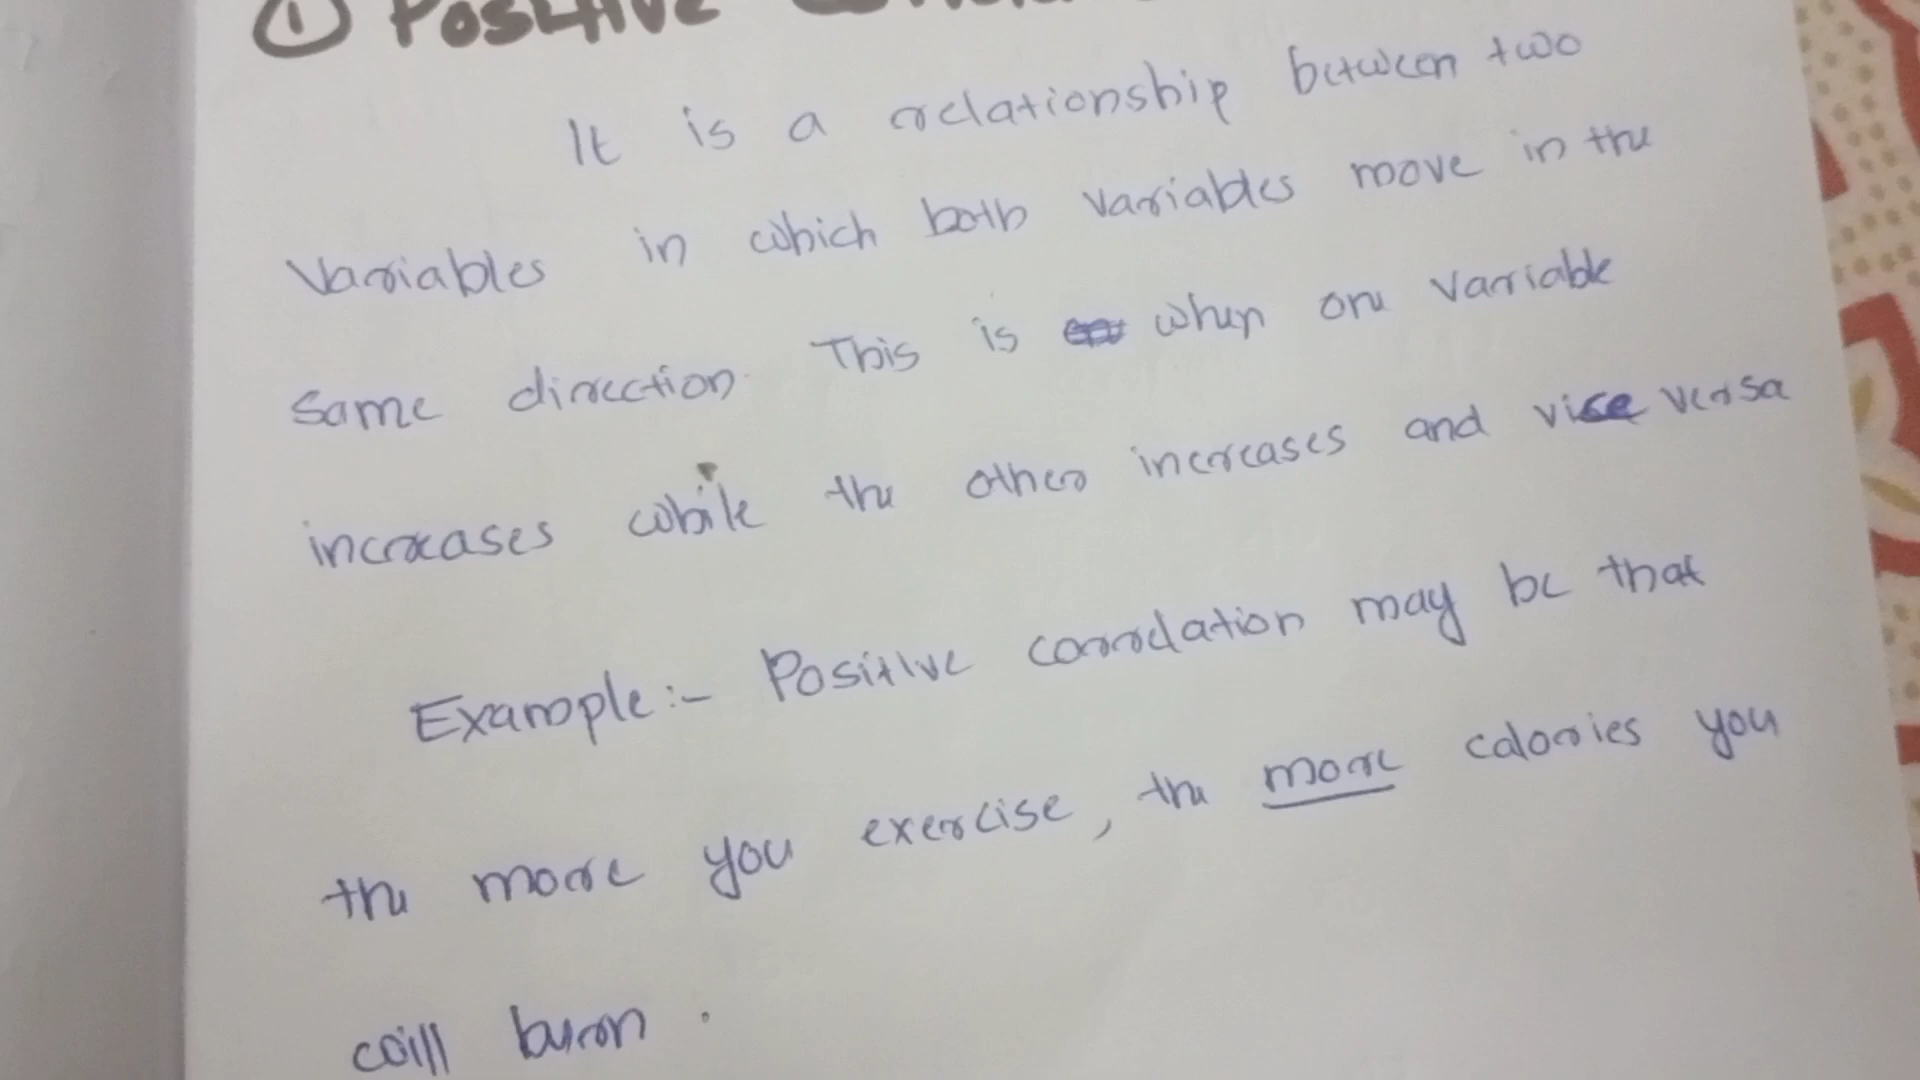 ① Positive
It is a relationship between two
variables in which both variables move in the
same direction. This is when one variable
increases while the other increases and vice versa
Example:- Positive correlation may be that
the more you exercise, the more calories you
will burn.